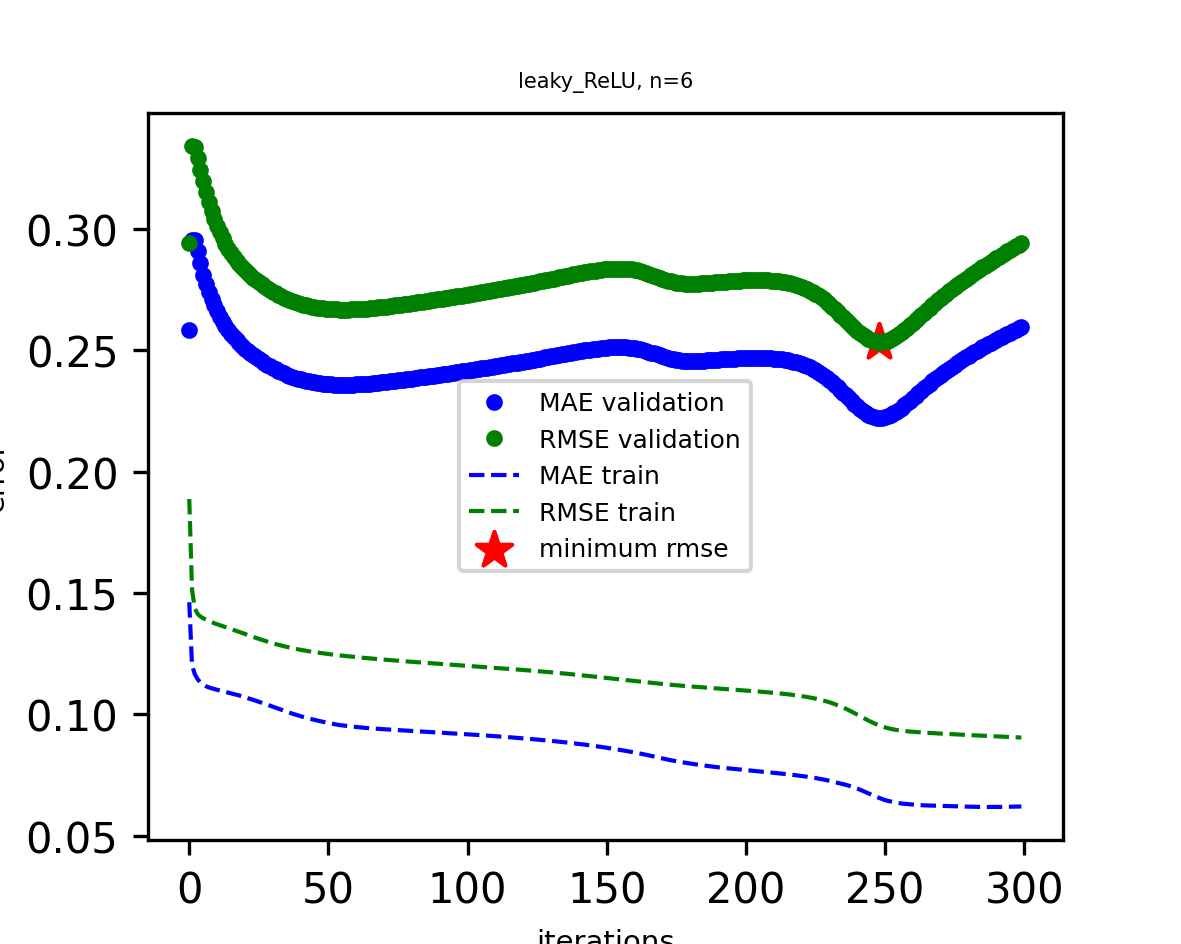 leaky_ReLU, n=6
0.30
0.25
0.20
0.15
0.10
0.05
MAE validation
RMSE validation
MAE train
RMSE train
minimum rmse
0 50 100 150 200 250 300
iterations